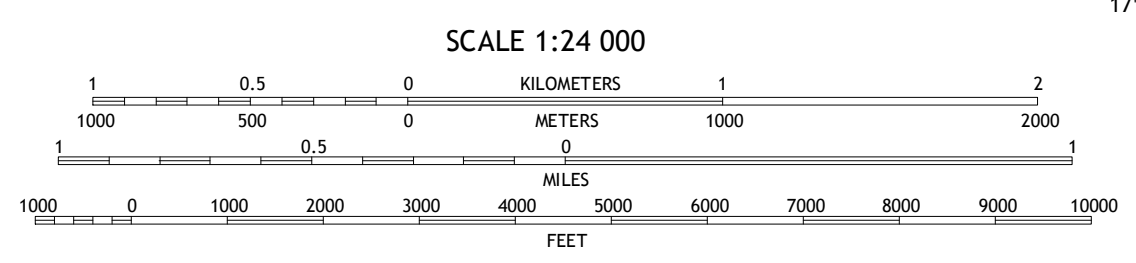 171
SCALE 1:24 000
1 0.5 0 KILOMETERS 1 2
1000 500 0 METERS 1000 2000
1 0.5 0 1
MILES
1000 0 1000 2000 3000 4000 5000 6000 7000 8000 9000 10000
FEET